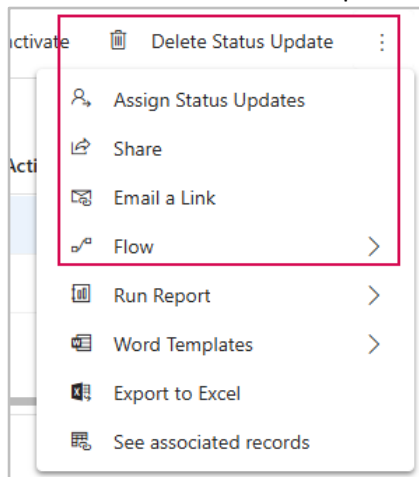 activate Delete Status Update
Assign Status Updates
Acti
Share
Email a Link
Flow
Run Report
Word Templates
Export to Excel
See associated records